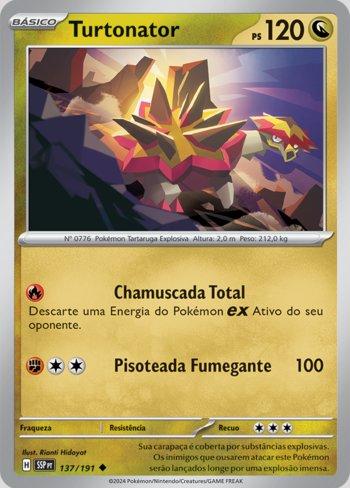 BÁSICO
Turtonator
PS 120
Nº 0776 Pokémon Tartaruga Explosiva Altura: 2,0 m Peso: 212,0 kg
Chamuscada Total
Descarte uma Energia do Pokémon ex Ativo do seu
oponente.
Pisoteada Fumegante 100
Fraqueza Resistência Recuo
Ilust. Rianti Hidayat
Sua carapaça é coberta por substâncias explosivas.
Os inimigos que ousarem atacar este Pokémon
serão lançados longe por uma explosão imensa.
H SSP PT 137/191
©2024 Pokémon/Nintendo/Creatures/GAME FREAK